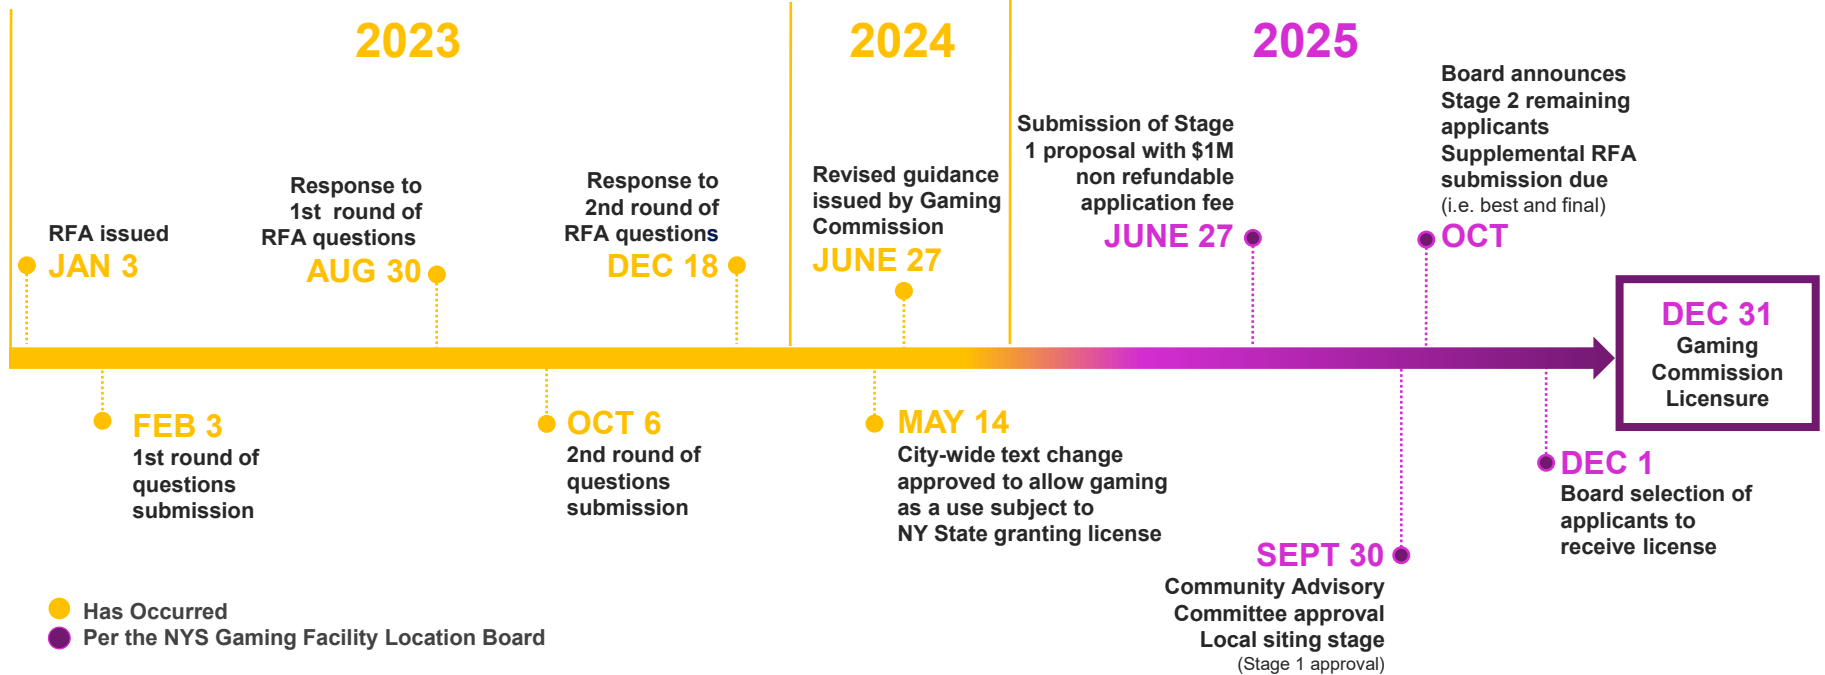 2023
2024
2025
RFA issued
JAN 3
Response to
1st round of
RFA questions
AUG 30
Response to
2nd round of
RFA questions
DEC 18
Revised guidance
issued by Gaming
Commission
JUNE 27
Submission of Stage
1 proposal with $1M
non refundable
application fee
JUNE 27
Board announces
Stage 2 remaining
applicants
Supplemental RFA
submission due
(i.e. best and final)
OCT
DEC 31
Gaming
Commission
Licensure
FEB 3
1st round of
questions
submission
OCT 6
2nd round of
questions
submission
MAY 14
City-wide text change
approved to allow gaming
as a use subject to
NY State granting license
SEPT 30
Community Advisory
Committee approval
Local siting stage
(Stage 1 approval)
DEC 1
Board selection of
applicants to
receive license
Has Occurred
Per the NYS Gaming Facility Location Board